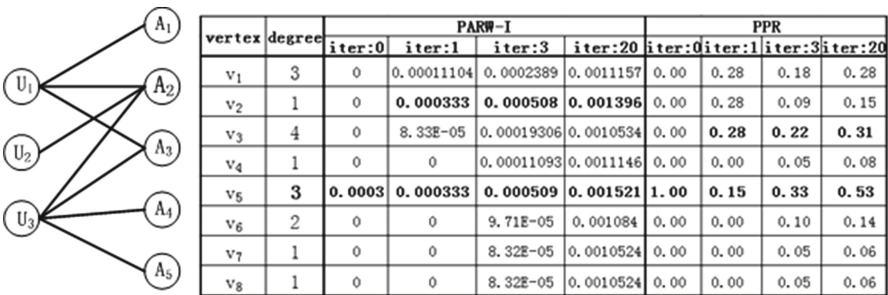 A1
A2
A3
A4
A5
U1
U2
U3
vertex degree PARW-I PPR
iter:0 iter:1 iter:3 iter:20 iter:0 iter:1 iter:3 iter:20
v1 3 0 0.00011104 0.0002389 0.0011157 0.00 0.28 0.18 0.28
v2 1 0 0.000333 0.000508 0.001396 0.00 0.28 0.09 0.15
v3 4 0 8.33E-05 0.00019306 0.0010534 0.00 0.28 0.22 0.31
v4 1 0 0 0.00011093 0.0011146 0.00 0.00 0.05 0.08
v5 3 0.0003 0.000333 0.000509 0.001521 1.00 0.15 0.33 0.53
v6 2 0 0 9.71E-05 0.001084 0.00 0.00 0.10 0.14
v7 1 0 0 8.32E-05 0.0010524 0.00 0.00 0.05 0.06
v8 1 0 0 8.32E-05 0.0010524 0.00 0.00 0.05 0.06